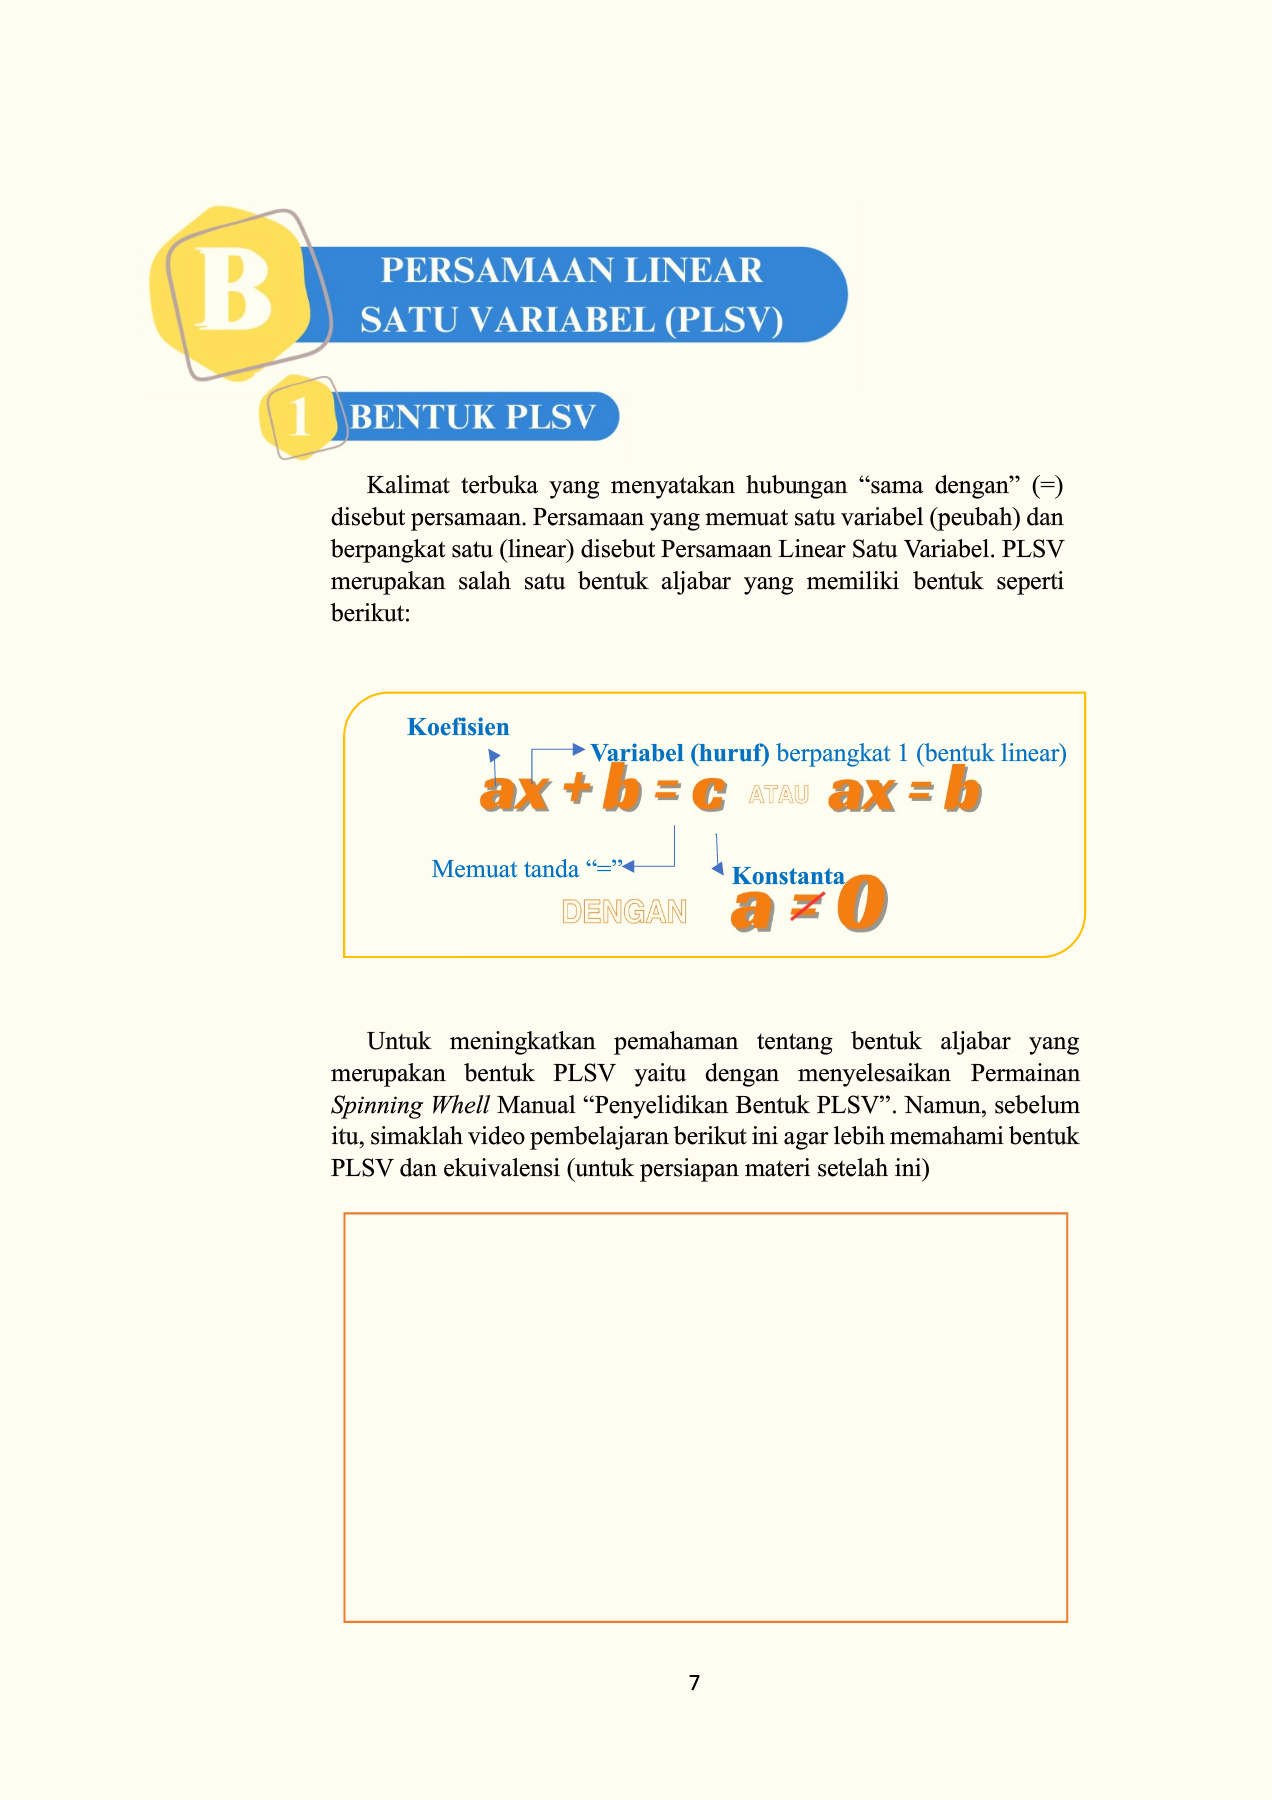 B
PERSAMAAN LINEAR
SATU VARIABEL (PLSV)
1
BENTUK PLSV
Kalimat terbuka yang menyatakan hubungan “sama dengan” (=)
disebut persamaan. Persamaan yang memuat satu variabel (peubah) dan
berpangkat satu (linear) disebut Persamaan Linear Satu Variabel. PLSV
merupakan salah satu bentuk aljabar yang memiliki bentuk seperti
berikut:
Koefisien
Variabel (huruf) berpangkat 1 (bentuk linear)
ax + b = c ATAU ax = b
Memuat tanda “=”
Konstanta
DENGAN a ≠ 0
Untuk meningkatkan pemahaman tentang bentuk aljabar yang
merupakan bentuk PLSV yaitu dengan menyelesaikan Permainan
Spinning Whell Manual “Penyelidikan Bentuk PLSV”. Namun, sebelum
itu, simaklah video pembelajaran berikut ini agar lebih memahami bentuk
PLSV dan ekuivalensi (untuk persiapan materi setelah ini)
7